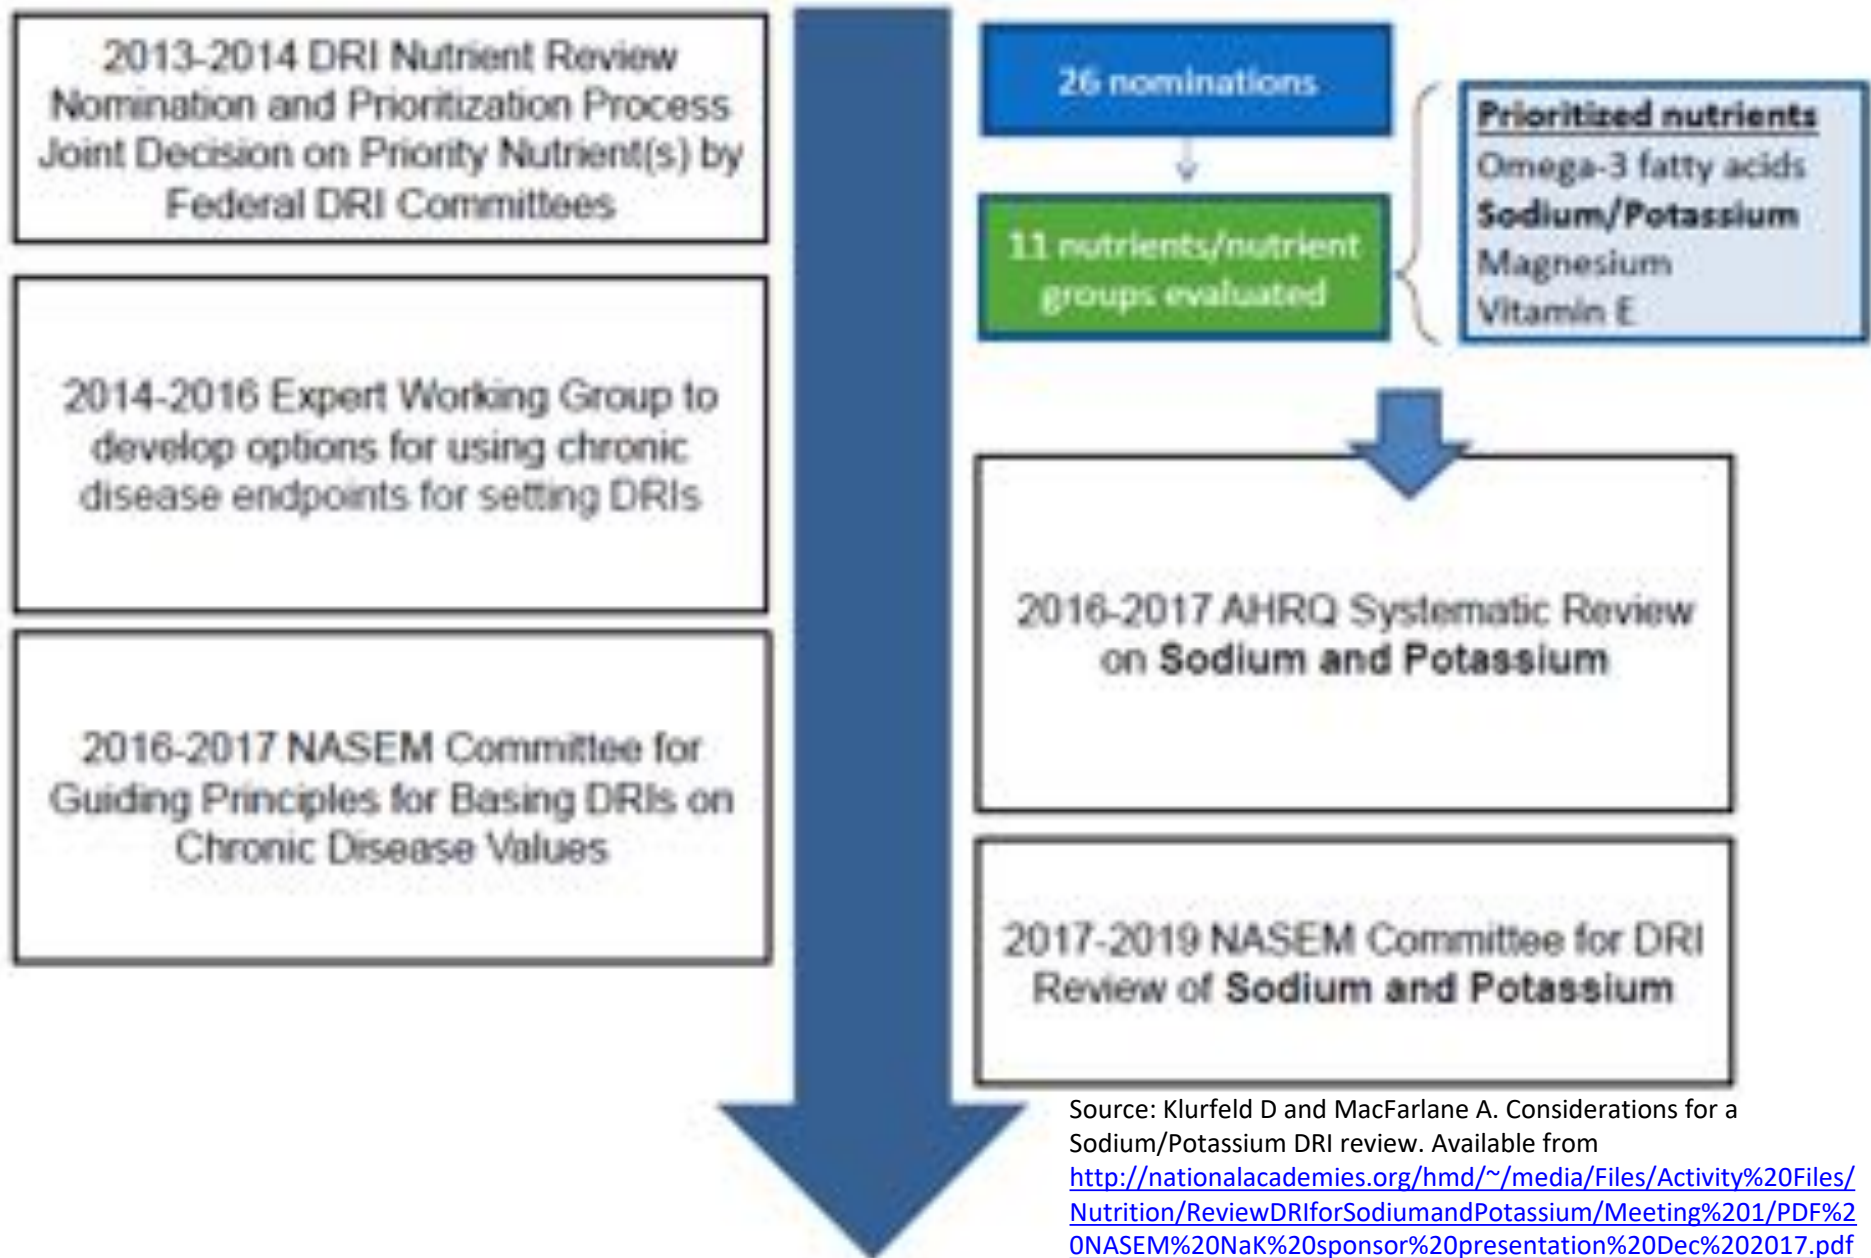 2013-2014 DRI Nutrient Review
Nomination and Prioritization Process
Joint Decision on Priority Nutrient(s) by
Federal DRI Committees
2014-2016 Expert Working Group to
develop options for using chronic
disease endpoints for setting DRIs
2016-2017 NASEM Committee for
Guiding Principles for Basing DRIs on
Chronic Disease Values
26 nominations
11 nutrients/nutrient
groups evaluated
Prioritized nutrients
Omega-3 fatty acids
Sodium/Potassium
Magnesium
Vitamin E
2016-2017 AHRQ Systematic Review
on Sodium and Potassium
2017-2019 NASEM Committee for DRI
Review of Sodium and Potassium
Source: Klurfeld D and MacFarlane A. Considerations for a
Sodium/Potassium DRI review. Available from
http://nationalacademies.org/hmd/~/media/Files/Activity%20Files/
Nutrition/ReviewDRIforSodiumandPotassium/Meeting%201/PDF%2
0NASEM%20NaK%20sponsor%20presentation%20Dec%202017.pdf